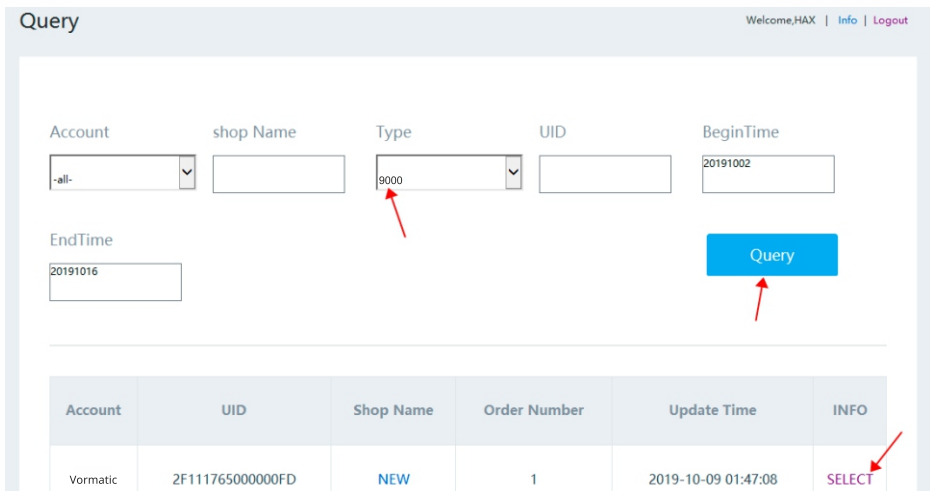 Query
Welcome,HAX | Info | Logout
Account shop Name Type UID BeginTime
-all- 9000 20191002
EndTime
20191016
Query
Account UID Shop Name Order Number Update Time INFO
Vormatic 2F111765000000FD NEW 1 2019-10-09 01:47:08 SELECT